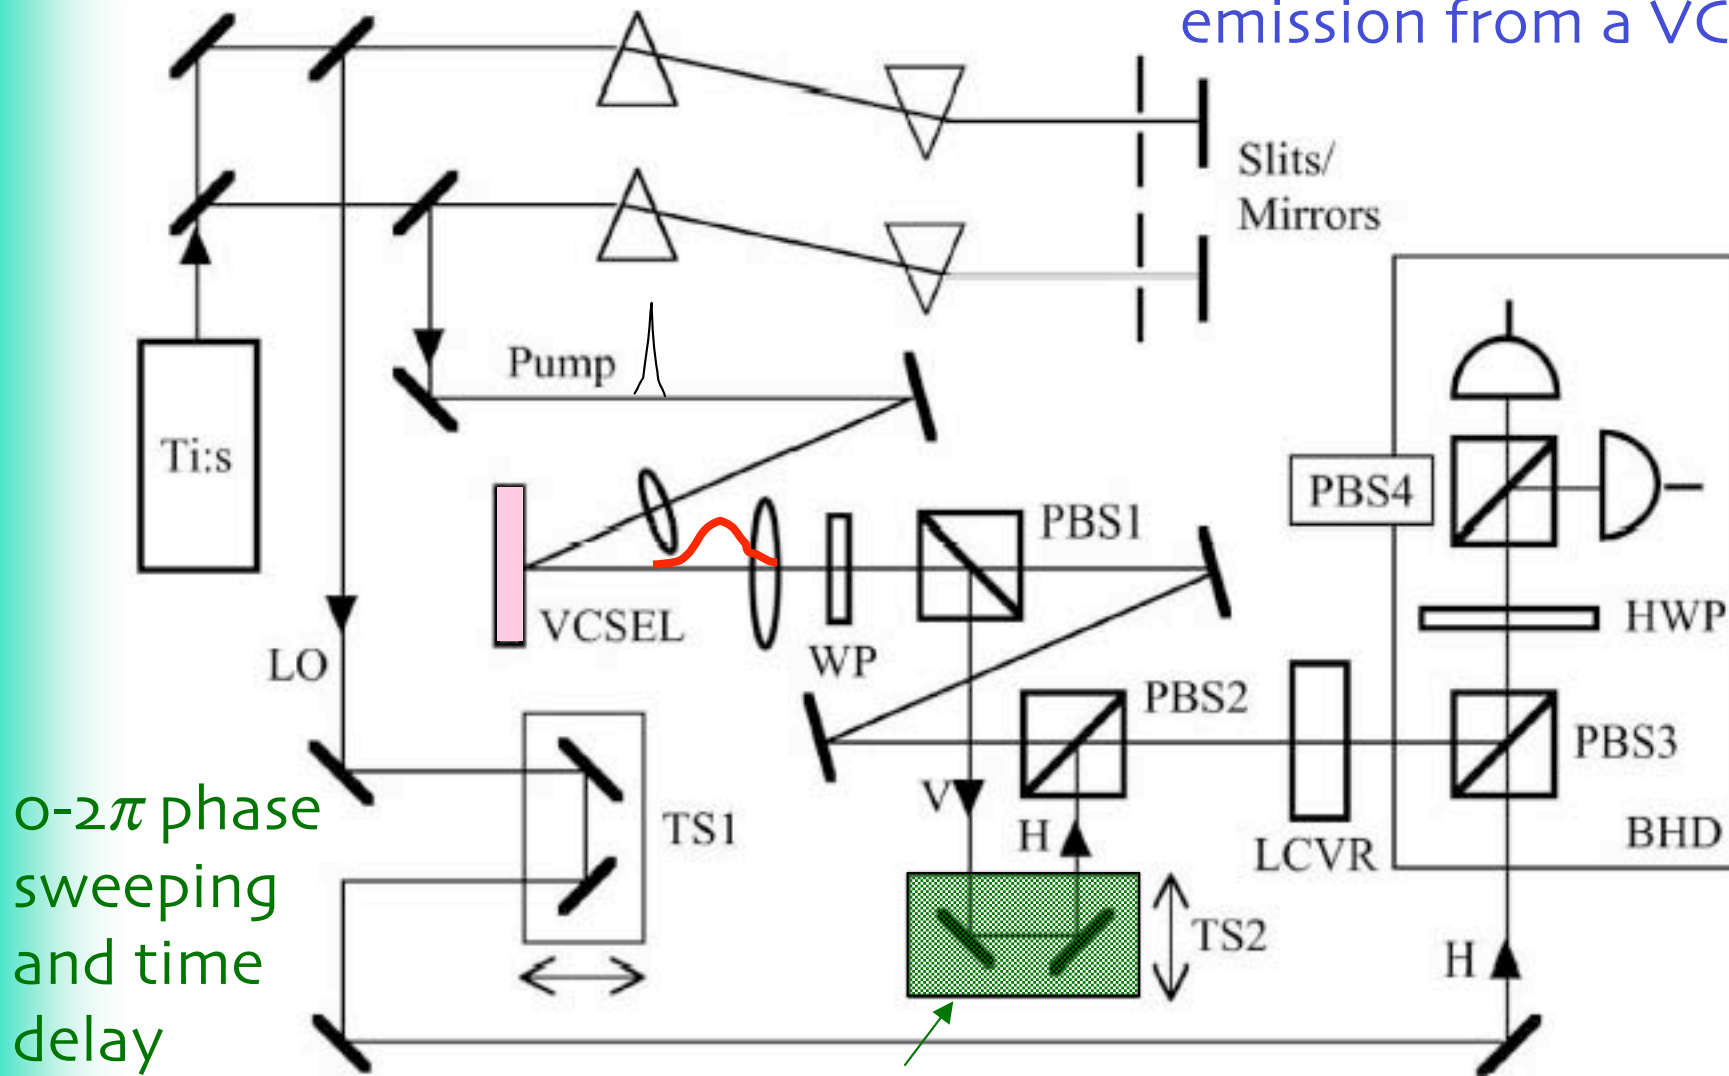 emission from a VC
Slits/
Mirrors
Pump
Ti:s
PBS4
PBS1
VCSEL
WP
HWP
LO
PBS2
PBS3
V
H
TS1
LCVR
BHD
0-2π phase
sweeping
and time
delay
TS2
H